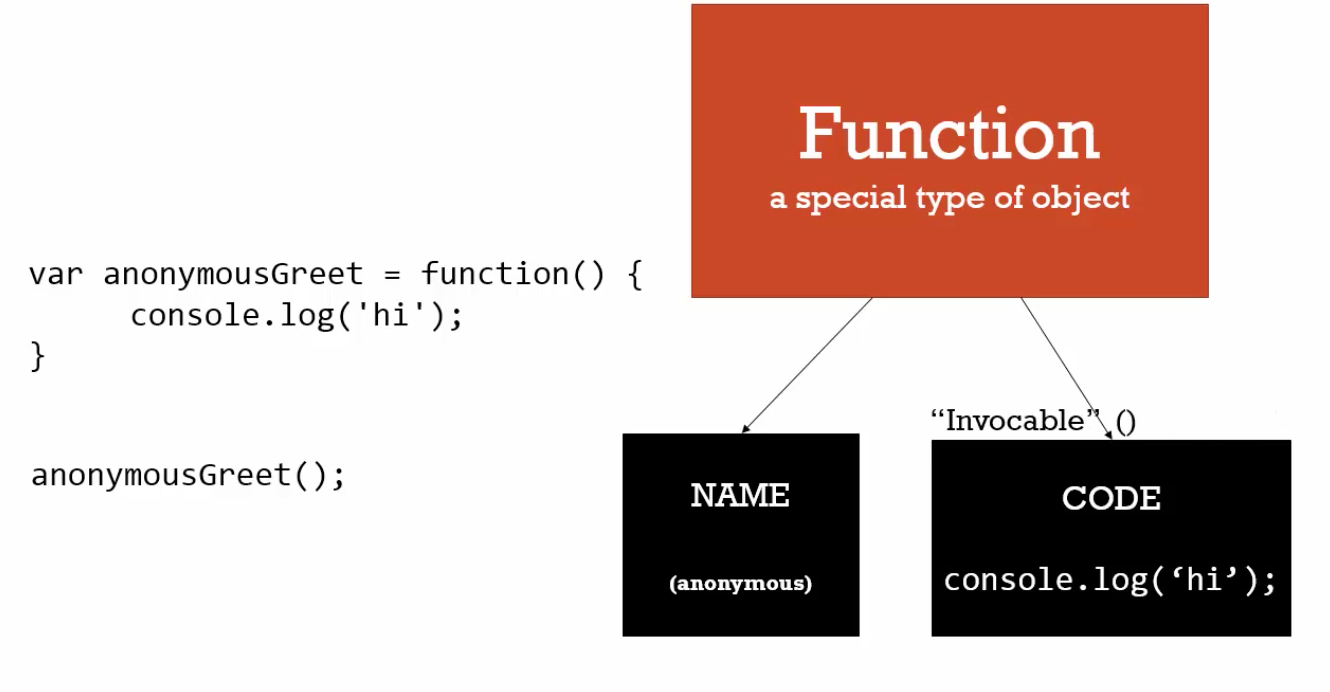 var anonymousGreet = function() {
console.log('hi');
}
anonymousGreet();
Function
a special type of object
“Invocable” ()
NAME
(anonymous)
CODE
console.log(‘hi’);